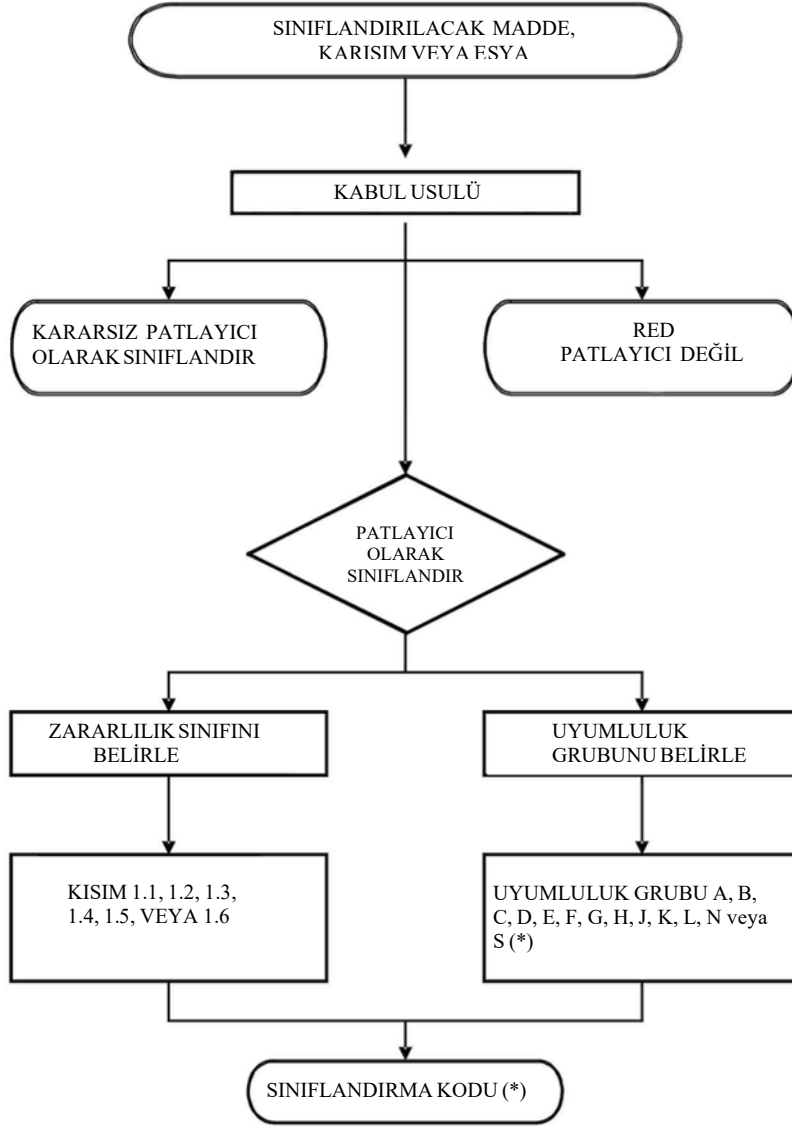 SINIFLANDIRILACAK MADDE,
KARIŞIM VEYA EŞYA
KABUL USULÜ
KARARSIZ PATLAYICI
OLARAK SINIFLANDIR
RED
PATLAYICI DEĞİL
PATLAYICI
OLARAK
SINIFLANDIR
ZARARLILIK SINIFINI
BELİRLE
UYUMLULUK
GRUBUNU BELİRLE
KISIM 1.1, 1.2, 1.3,
1.4, 1.5, VEYA 1.6
UYUMLULUK GRUBU A, B,
C, D, E, F, G, H, J, K, L, N veya
S (*)
SINIFLANDIRMA KODU (*)